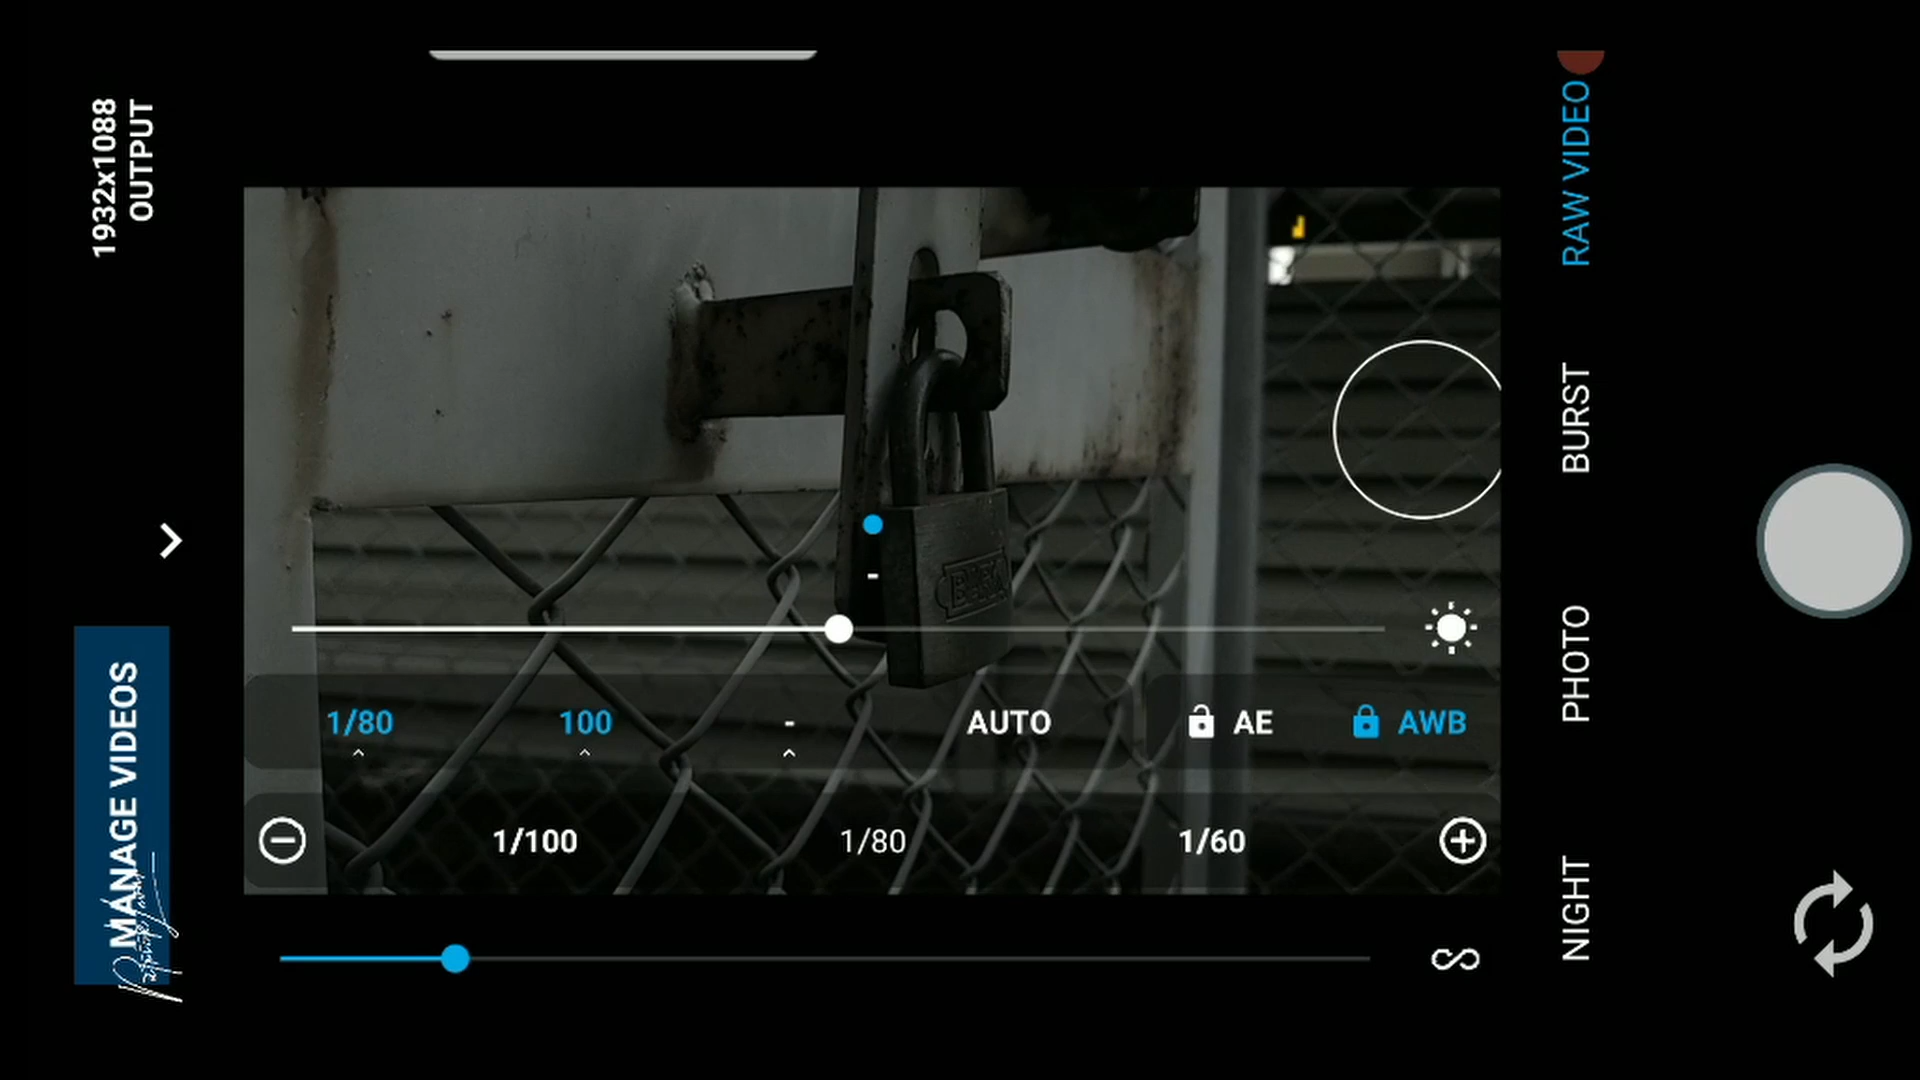 1932x1088
OUTPUT
MANAGE VIDEOS
1/80
100
-
AUTO
AE
AWB
1/100
1/80
1/60
RAW VIDEO
BURST
PHOTO
NIGHT